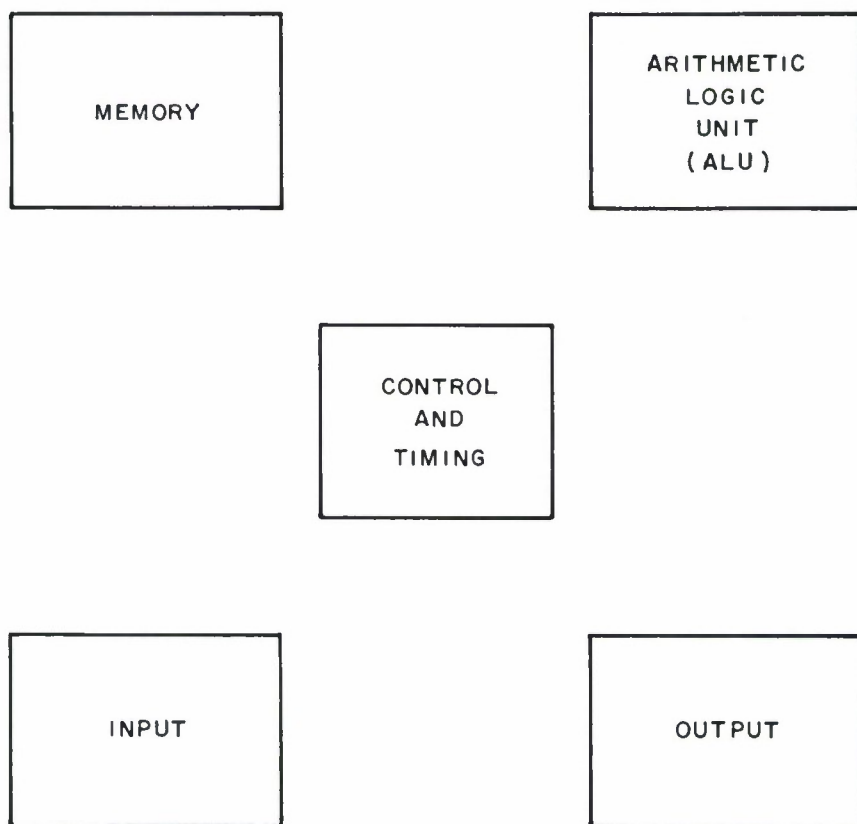 MEMORY
ARITHMETIC
LOGIC
UNIT
(ALU)
CONTROL
AND
TIMING
INPUT
OUTPUT